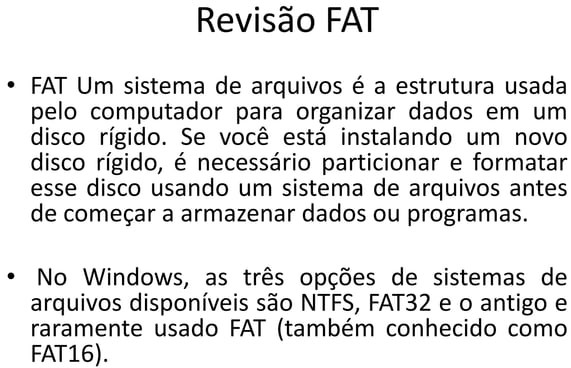 Revisão FAT
• FAT Um sistema de arquivos é a estrutura usada
pelo computador para organizar dados em um
disco rígido. Se você está instalando um novo
disco rígido, é necessário particionar e formatar
esse disco usando um sistema de arquivos antes
de começar a armazenar dados ou programas.
• No Windows, as três opções de sistemas de
arquivos disponíveis são NTFS, FAT32 e o antigo e
raramente usado FAT (também conhecido como
FAT16).